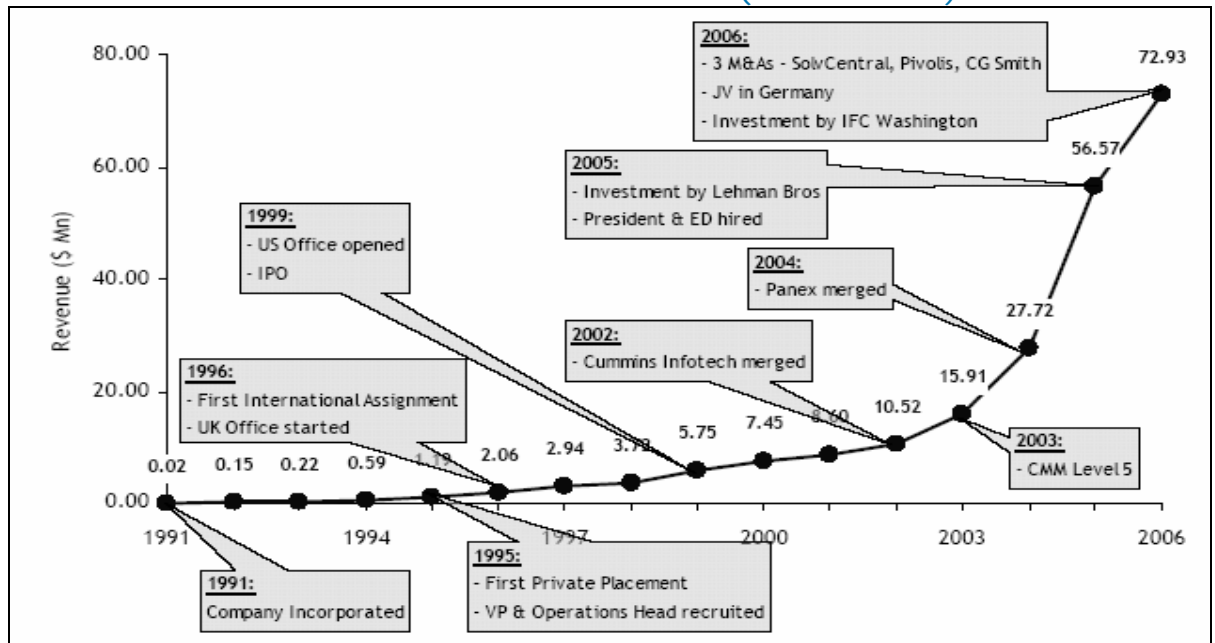 2006:
- 3 M&As - SolvCentral, Pivolis, CG Smith
- JV in Germany
- Investment by IFC Washington
72.93
80.00
60.00
40.00
20.00
0.00
Revenue ($ Mn)
2005:
- Investment by Lehman Bros
- President & ED hired
56.57
1999:
- US Office opened
- IPO
2004:
- Panex merged
27.72
2002:
- Cummins Infotech merged
15.91
1996:
- First International Assignment
- UK Office started
0.02 0.15 0.22 0.59 1.19 2.06 2.94 5.75 7.45 8.60 10.52
2003:
- CMM Level 5
1991 1994 1997 2000 2003 2006
1991:
Company Incorporated
1995:
- First Private Placement
- VP & Operations Head recruited